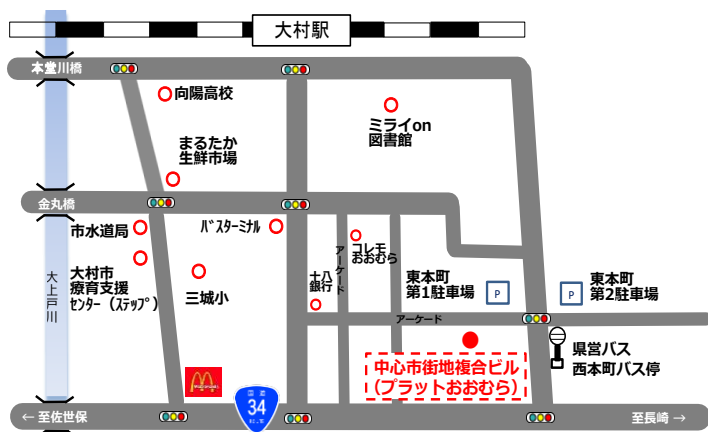 大村駅
本堂川橋
向陽高校
ミライon
図書館
まるたか
生鮮市場
金丸橋
市水道局
バスターミナル
コレモ
おおむら
アーケード
大上戸川
大村市
療育支援
センター（ステップ）
三城小
十八
銀行
東本町
第1駐車場
P
P
東本町
第2駐車場
アーケード
県営バス
西本町バス停
中心市街地複合ビル
（プラットおおむら）
国道
34
← 至佐世保
至長崎 →